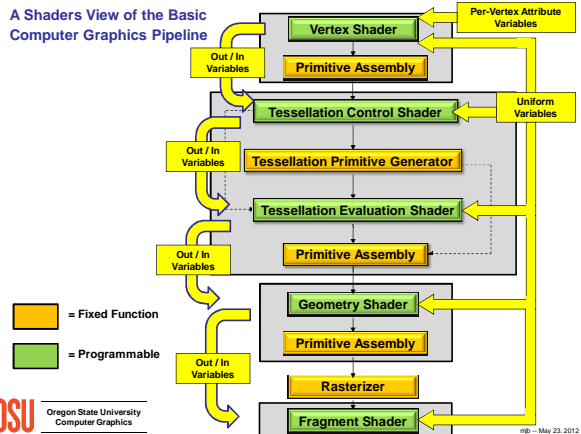 A Shaders View of the Basic
Computer Graphics Pipeline
Per-Vertex Attribute
Variables
Vertex Shader
Out / In
Variables
Primitive Assembly
Uniform
Variables
Tessellation Control Shader
Out / In
Variables
Tessellation Primitive Generator
Tessellation Evaluation Shader
Out / In
Variables
Primitive Assembly
= Fixed Function
Geometry Shader
= Programmable
Primitive Assembly
Out / In
Variables
Rasterizer
Fragment Shader
OSU
Oregon State University
Computer Graphics
mjb -- May 23, 2012